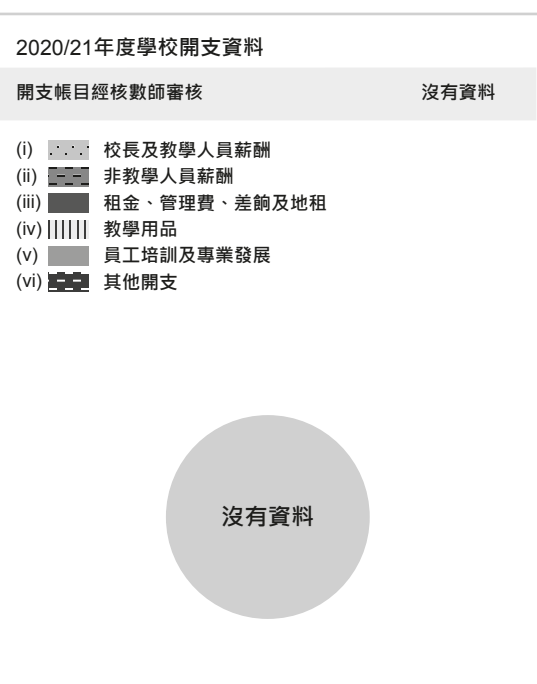 2020/21年度學校開支資料
開支帳目經核數師審核 沒有資料
(i) 校長及教學人員薪酬
(ii) 非教學人員薪酬
(iii) 租金、管理費、差餉及地租
(iv) 教學用品
(v) 員工培訓及專業發展
(vi) 其他開支
沒有資料